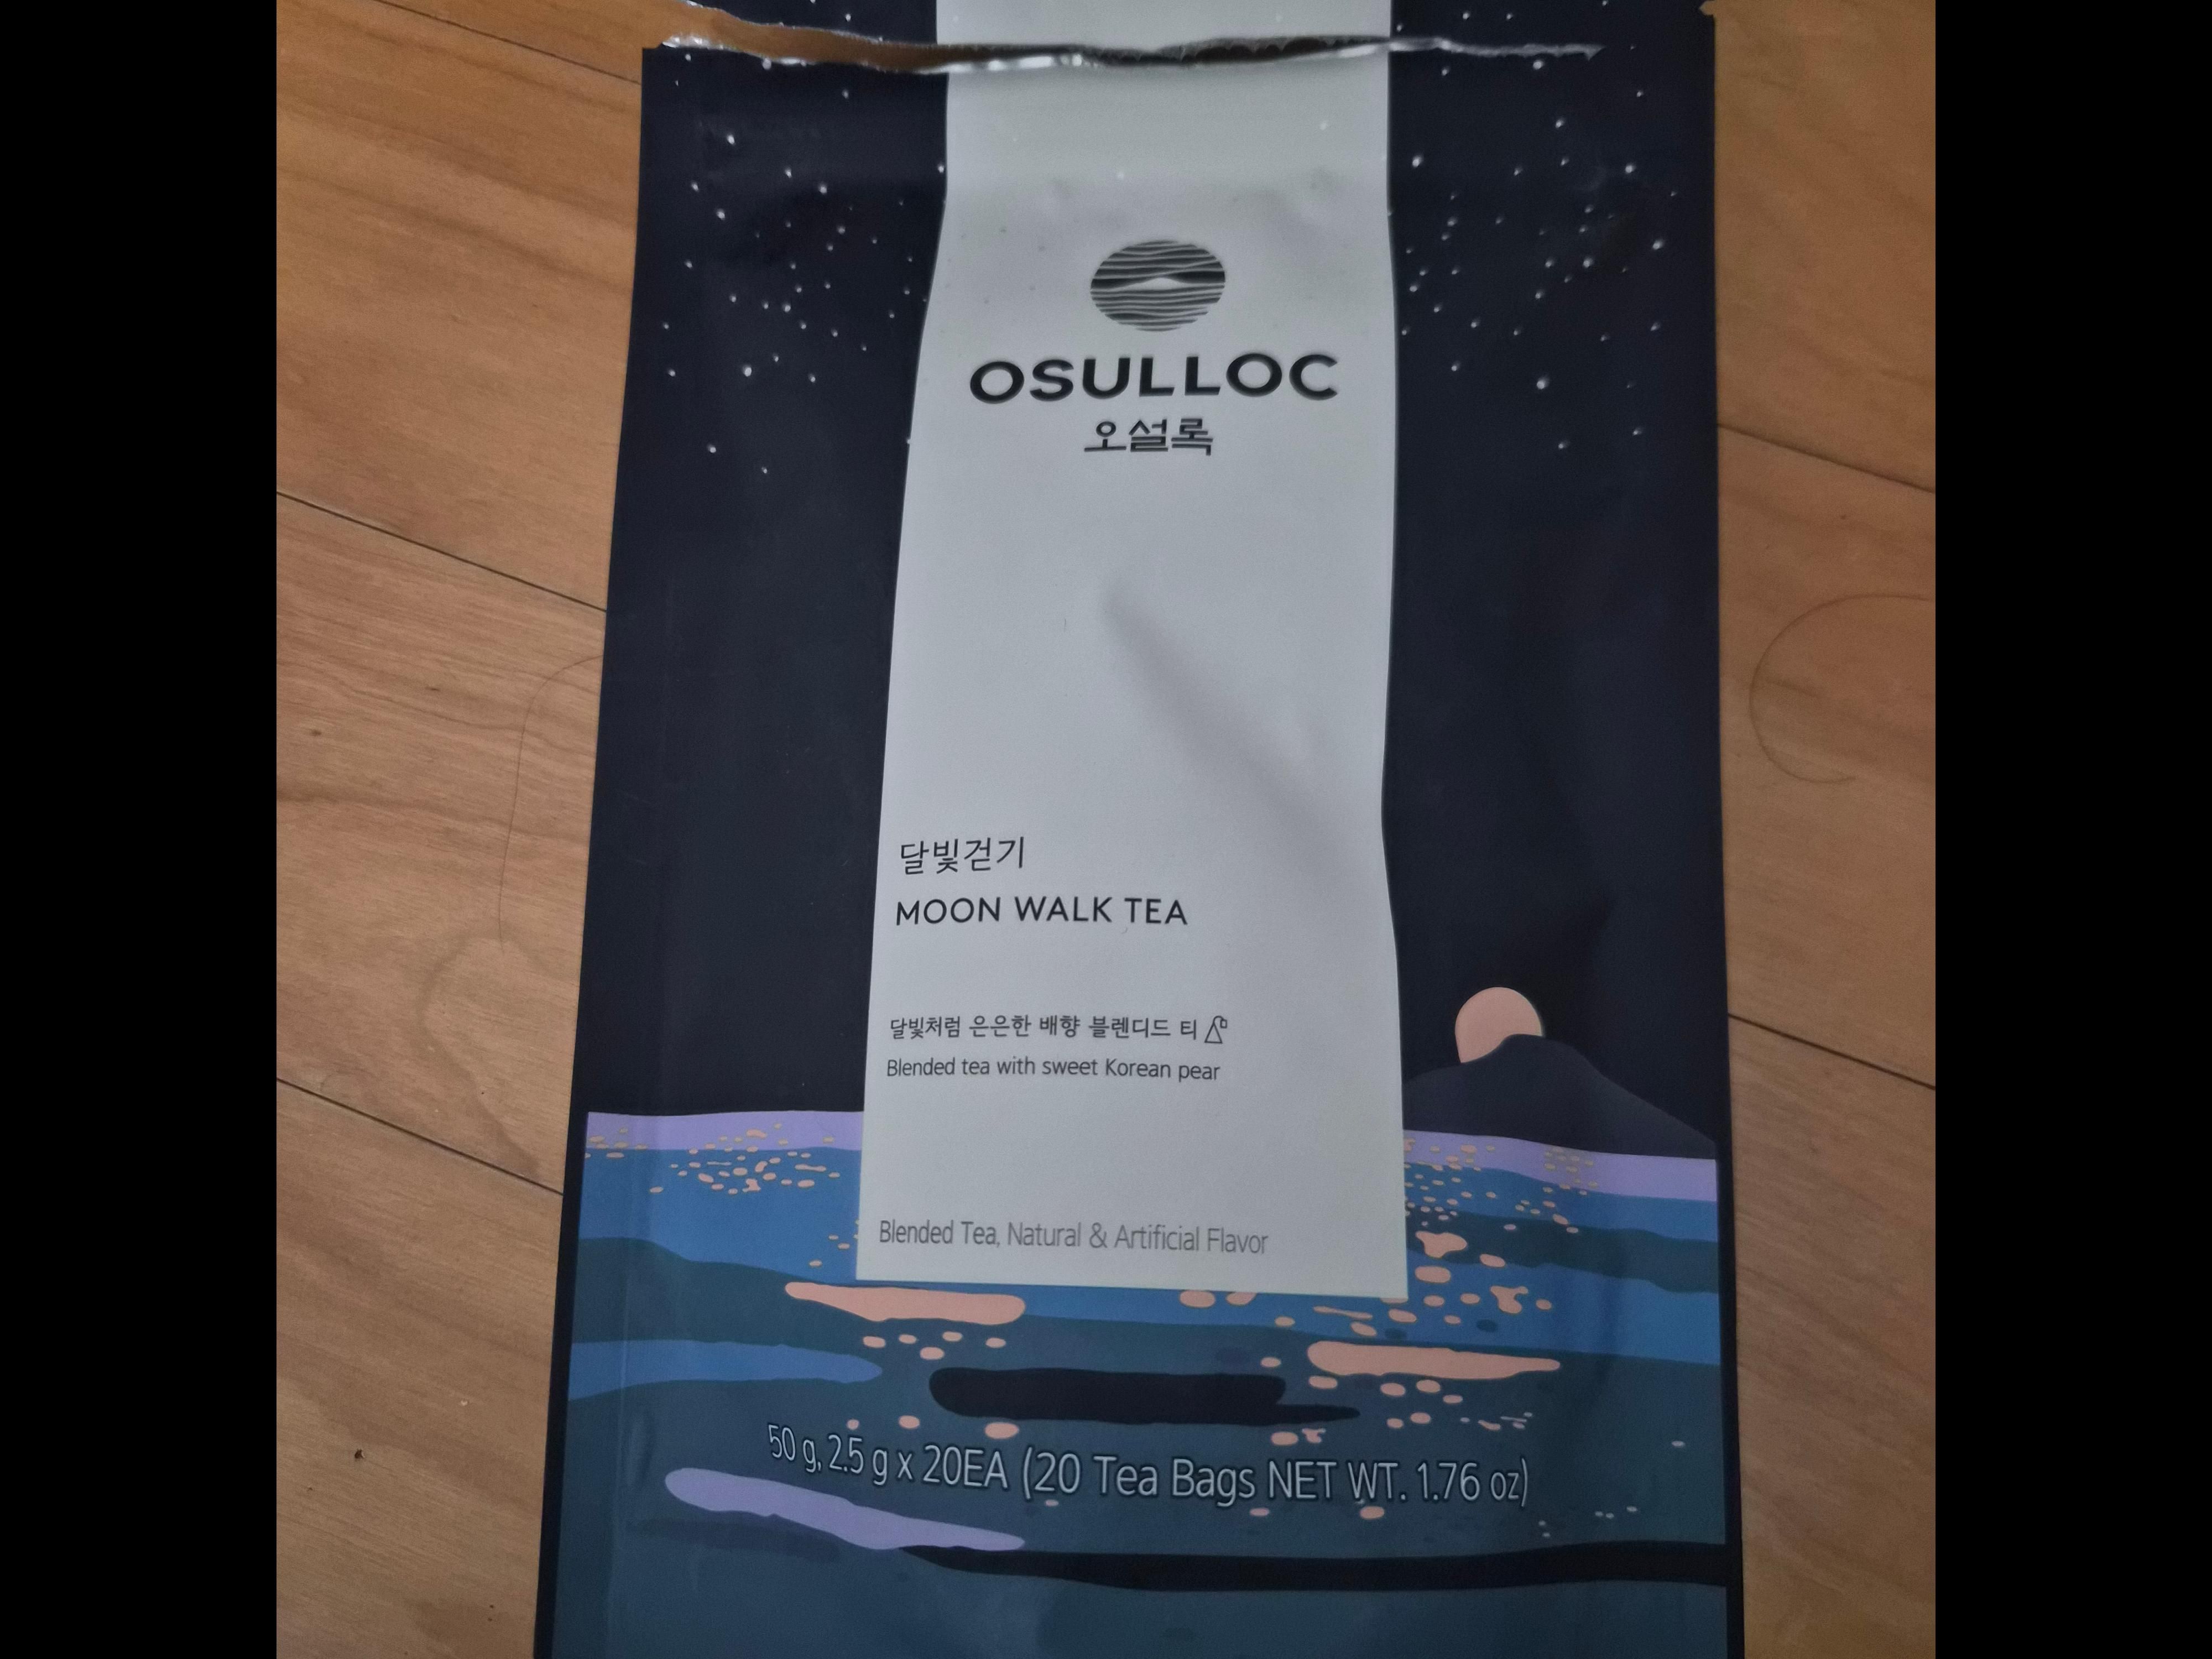 OSULLOC
오설록
달빛걷기
MOON WALK TEA
달빛처럼 은은한 배향 블렌디드 티
Blended tea with sweet Korean pear
Blended Tea, Natural & Artificial Flavor
50 g, 2.5 g x 20EA (20 Tea Bags NET WT. 1.76 oz)